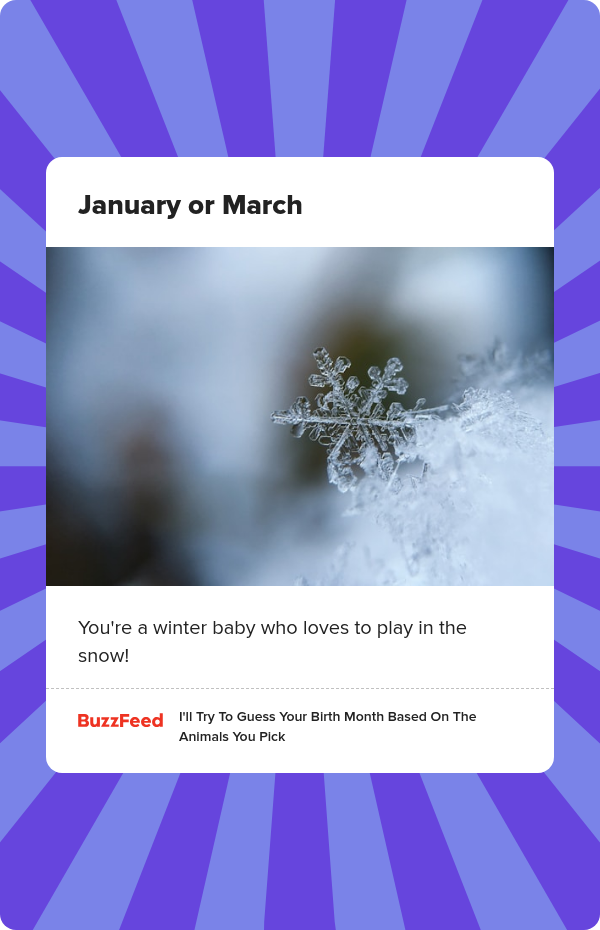 January or March
You're a winter baby who loves to play in the
snow!
BuzzFeed
I'll Try To Guess Your Birth Month Based On The
Animals You Pick